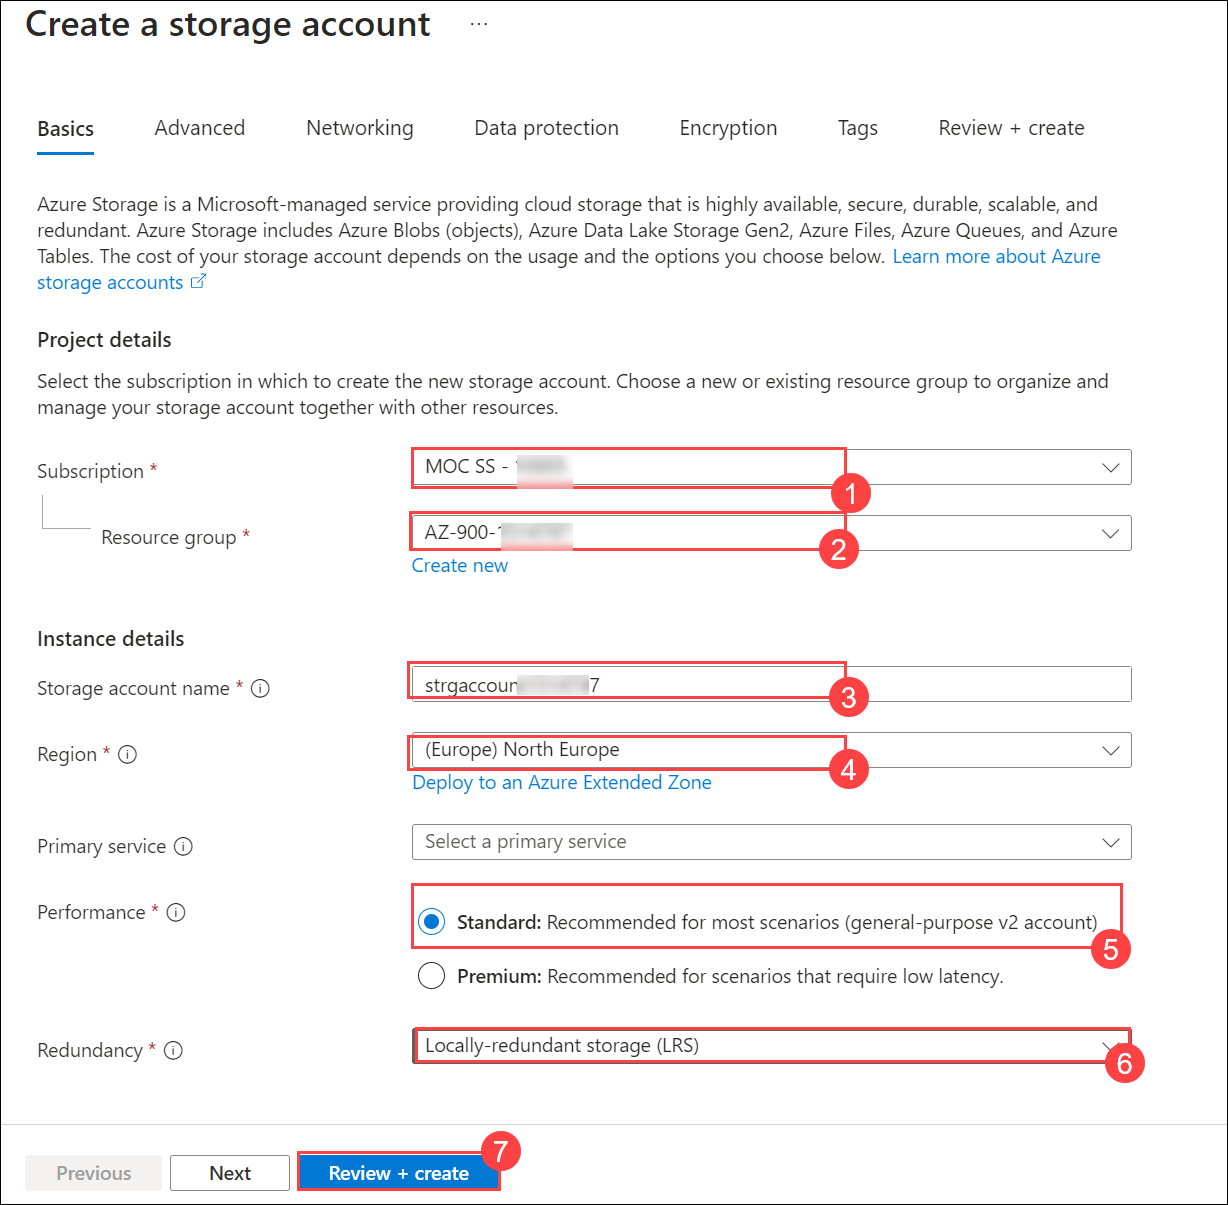 Create a storage account ...
Basics Advanced Networking Data protection Encryption Tags Review + create
Azure Storage is a Microsoft-managed service providing cloud storage that is highly available, secure, durable, scalable, and
redundant. Azure Storage includes Azure Blobs (objects), Azure Data Lake Storage Gen2, Azure Files, Azure Queues, and Azure
Tables. The cost of your storage account depends on the usage and the options you choose below. Learn more about Azure
storage accounts
Project details
Select the subscription in which to create the new storage account. Choose a new or existing resource group to organize and
manage your storage account together with other resources.
Subscription *
MOC SS -
1
Resource group *
AZ-900-
2
Create new
Instance details
Storage account name *
strgaccoun 7
3
Region *
(Europe) North Europe
4
Deploy to an Azure Extended Zone
Primary service
Select a primary service
Performance *
Standard: Recommended for most scenarios (general-purpose v2 account)
5
Premium: Recommended for scenarios that require low latency.
Redundancy *
Locally-redundant storage (LRS)
6
Previous Next Review + create
7